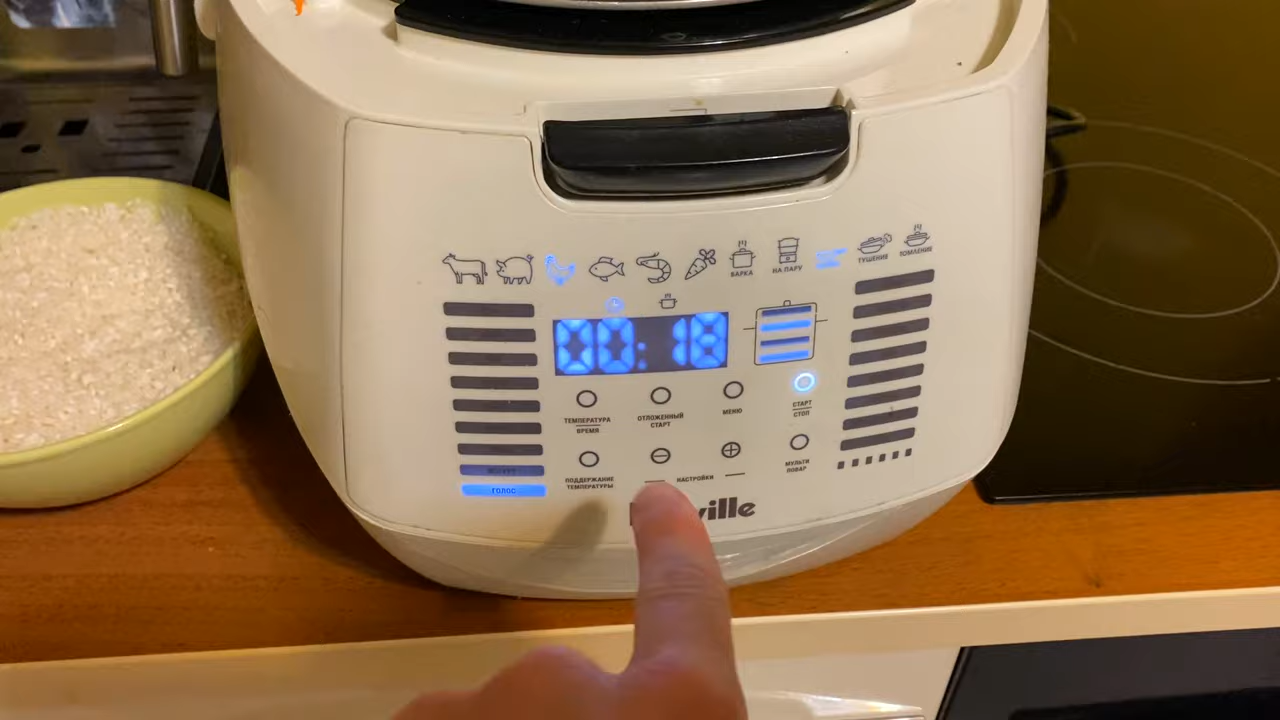 ВАРКА
НА ПАРУ
ТУШЕНИЕ
ТОМЛЕНИЕ
00:18
ТЕМПЕРАТУРА
ВРЕМЯ
ОТЛОЖЕННЫЙ
СТАРТ
МЕНЮ
СТАРТ
СТОП
ПОДДЕРЖАНИЕ
ТЕМПЕРАТУРЫ
НАСТРОЙКИ
МУЛЬТИ
ПОВАР
ГОЛОС
ville